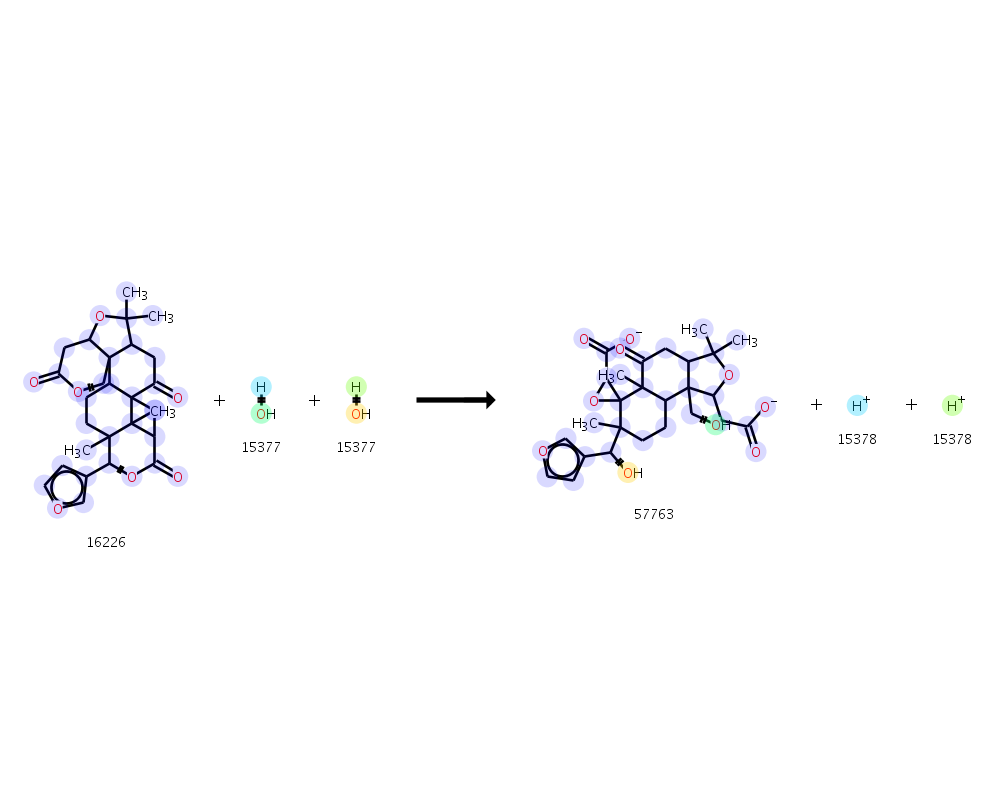 CH3
O
CH3
O
O
O
CH3
H3C
O
O
O
16226
+
H
OH
15377
+
H
OH
15377
O
O−
O
H3C
O
H3C
O
OH
H3C
CH3
O
OH
O−
O
57763
+
H+
15378
+
H+
15378